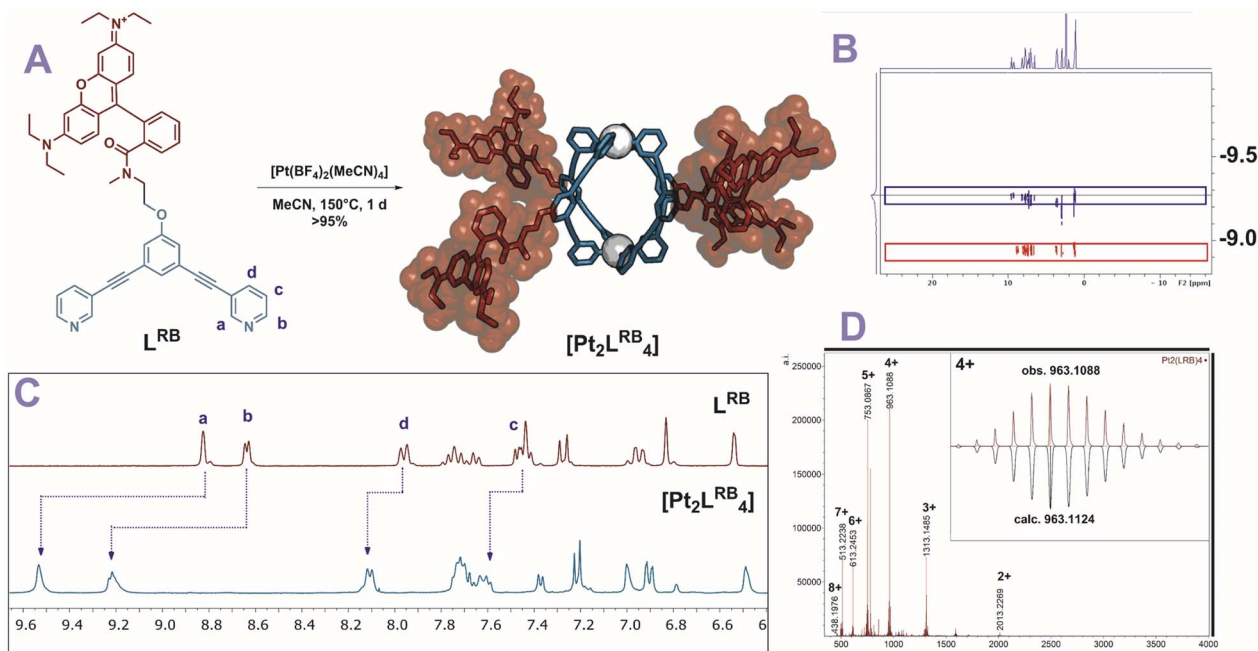 A
N+
O
N
O
N
O
N
N
d
c
a
b
L^RB
[Pt(BF4)2(MeCN)4]
MeCN, 150°C, 1 d
>95%
[Pt2L^RB4]
B
-9.5
-9.0
20
10
0
- 10
F2 [ppm]
C
L^RB
a
b
d
c
[Pt2L^RB4]
9.6 9.4 9.2 9.0 8.8 8.6 8.4 8.2 8.0 7.8 7.6 7.4 7.2 7.0 6.8 6.6 6
D
a.i.
250000
200000
150000
100000
50000
8+
438.1976
7+
513.2238
6+
613.2453
5+
753.0867
4+
963.1088
3+
1313.1485
2+
2013.2269
500 1000 1500 2000 2500 3000 3500 4000
4+
Pt2(LRB)4
obs. 963.1088
calc. 963.1124